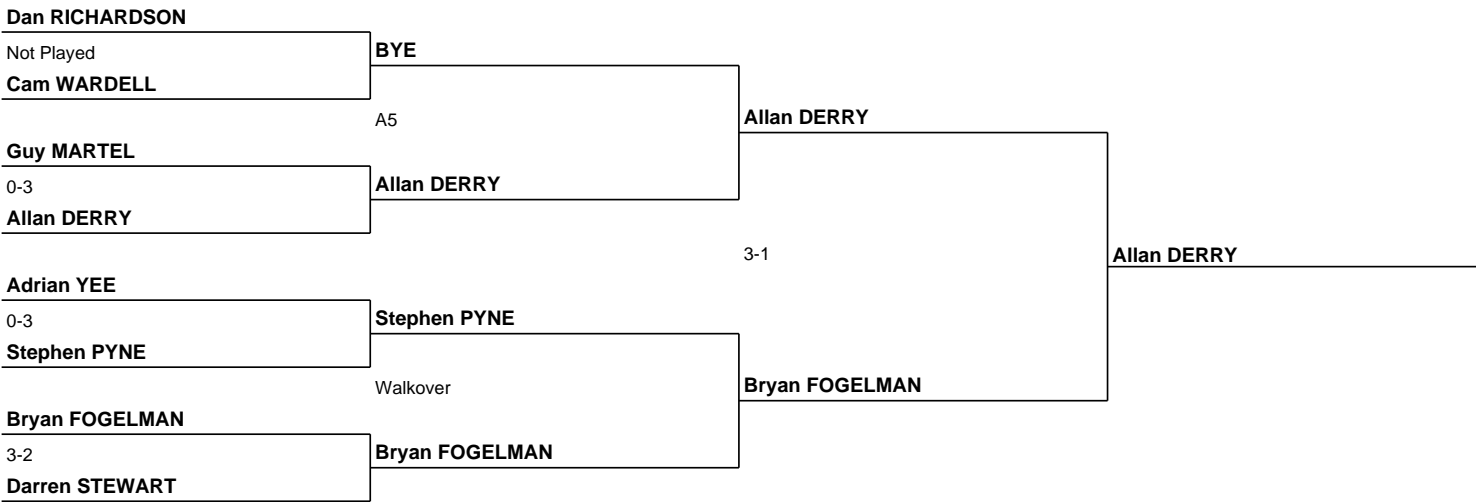 Dan RICHARDSON
Not Played
Cam WARDELL
BYE
A5
Guy MARTEL
0-3
Allan DERRY
Allan DERRY
Allan DERRY
3-1
Allan DERRY
Adrian YEE
0-3
Stephen PYNE
Stephen PYNE
Walkover
Bryan FOGELMAN
Bryan FOGELMAN
3-2
Darren STEWART
Bryan FOGELMAN